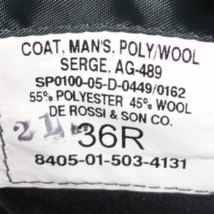 COAT, MAN'S, POLY/WOOL
SERGE, AG-489
SP0100-05-D-0449/0162
55% POLYESTER 45% WOOL
DE ROSSI & SON CO.
36R
8405-01-503-4131